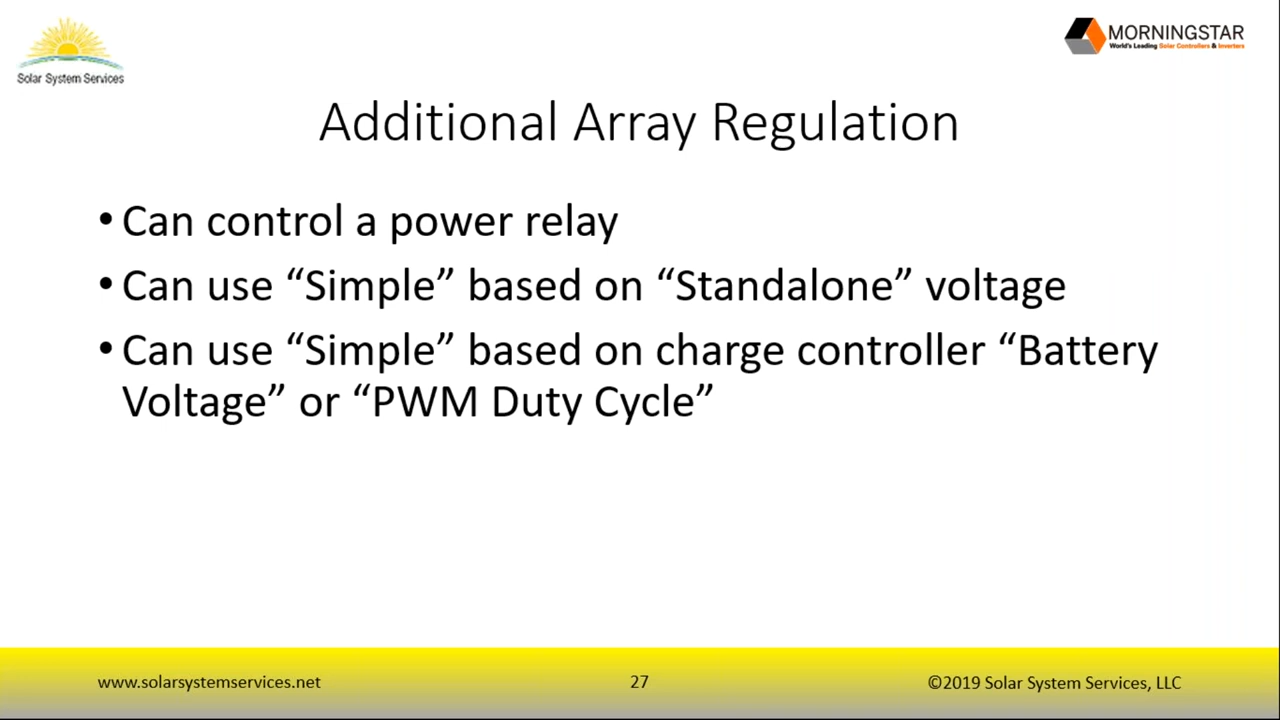 Solar System Services
MORNINGSTAR
World's Leading Solar Controllers & Inverters
Additional Array Regulation
• Can control a power relay
• Can use “Simple” based on “Standalone” voltage
• Can use “Simple” based on charge controller “Battery
Voltage” or “PWM Duty Cycle”
www.solarsystemservices.net
27
©2019 Solar System Services, LLC